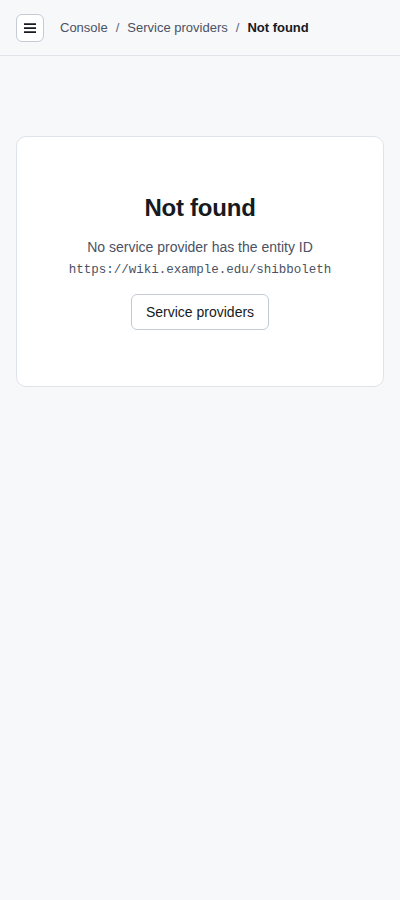 Console / Service providers / Not found
Not found
No service provider has the entity ID
https://wiki.example.edu/shibboleth
Service providers